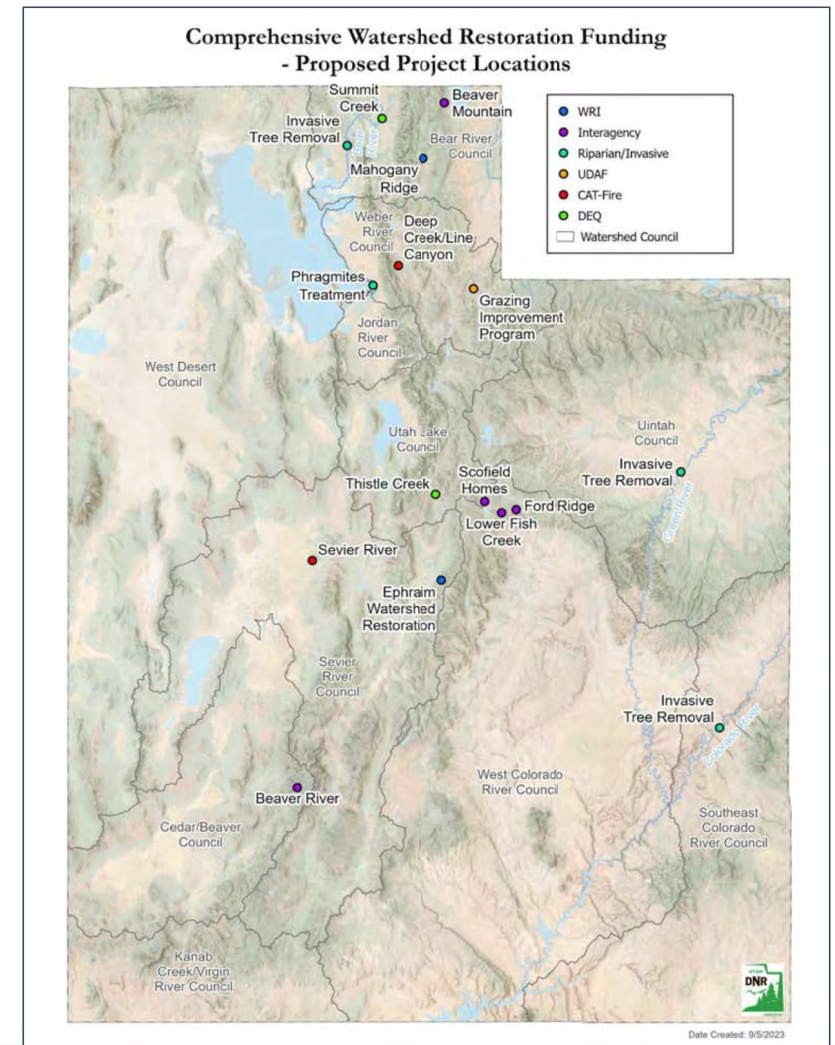 Comprehensive Watershed Restoration Funding
- Proposed Project Locations
Summit
Creek
Beaver
Mountain
Invasive
Tree Removal
Bear
River
Bear River
Council
Mahogany
Ridge
WRI
Interagency
Riparian/Invasive
UDAF
CAT-Fire
DEQ
Watershed Council
Weber
River
Council
Deep
Creek/Line
Canyon
Phragmites
Treatment
Grazing
Improvement
Program
Jordan
River
Council
West Desert
Council
Utah Lake
Council
Uintah
Council
Invasive
Tree Removal
Green River
Thistle Creek
Scofield
Homes
Ford Ridge
Lower Fish
Creek
Sevier River
Ephraim
Watershed
Restoration
Sevier
River
Council
Invasive
Tree Removal
Colorado River
West Colorado
River Council
Beaver River
Cedar/Beaver
Council
Southeast
Colorado
River Council
Kanab
Creek/Virgin
River Council
UTAH
DNR
Date Created: 9/5/2023